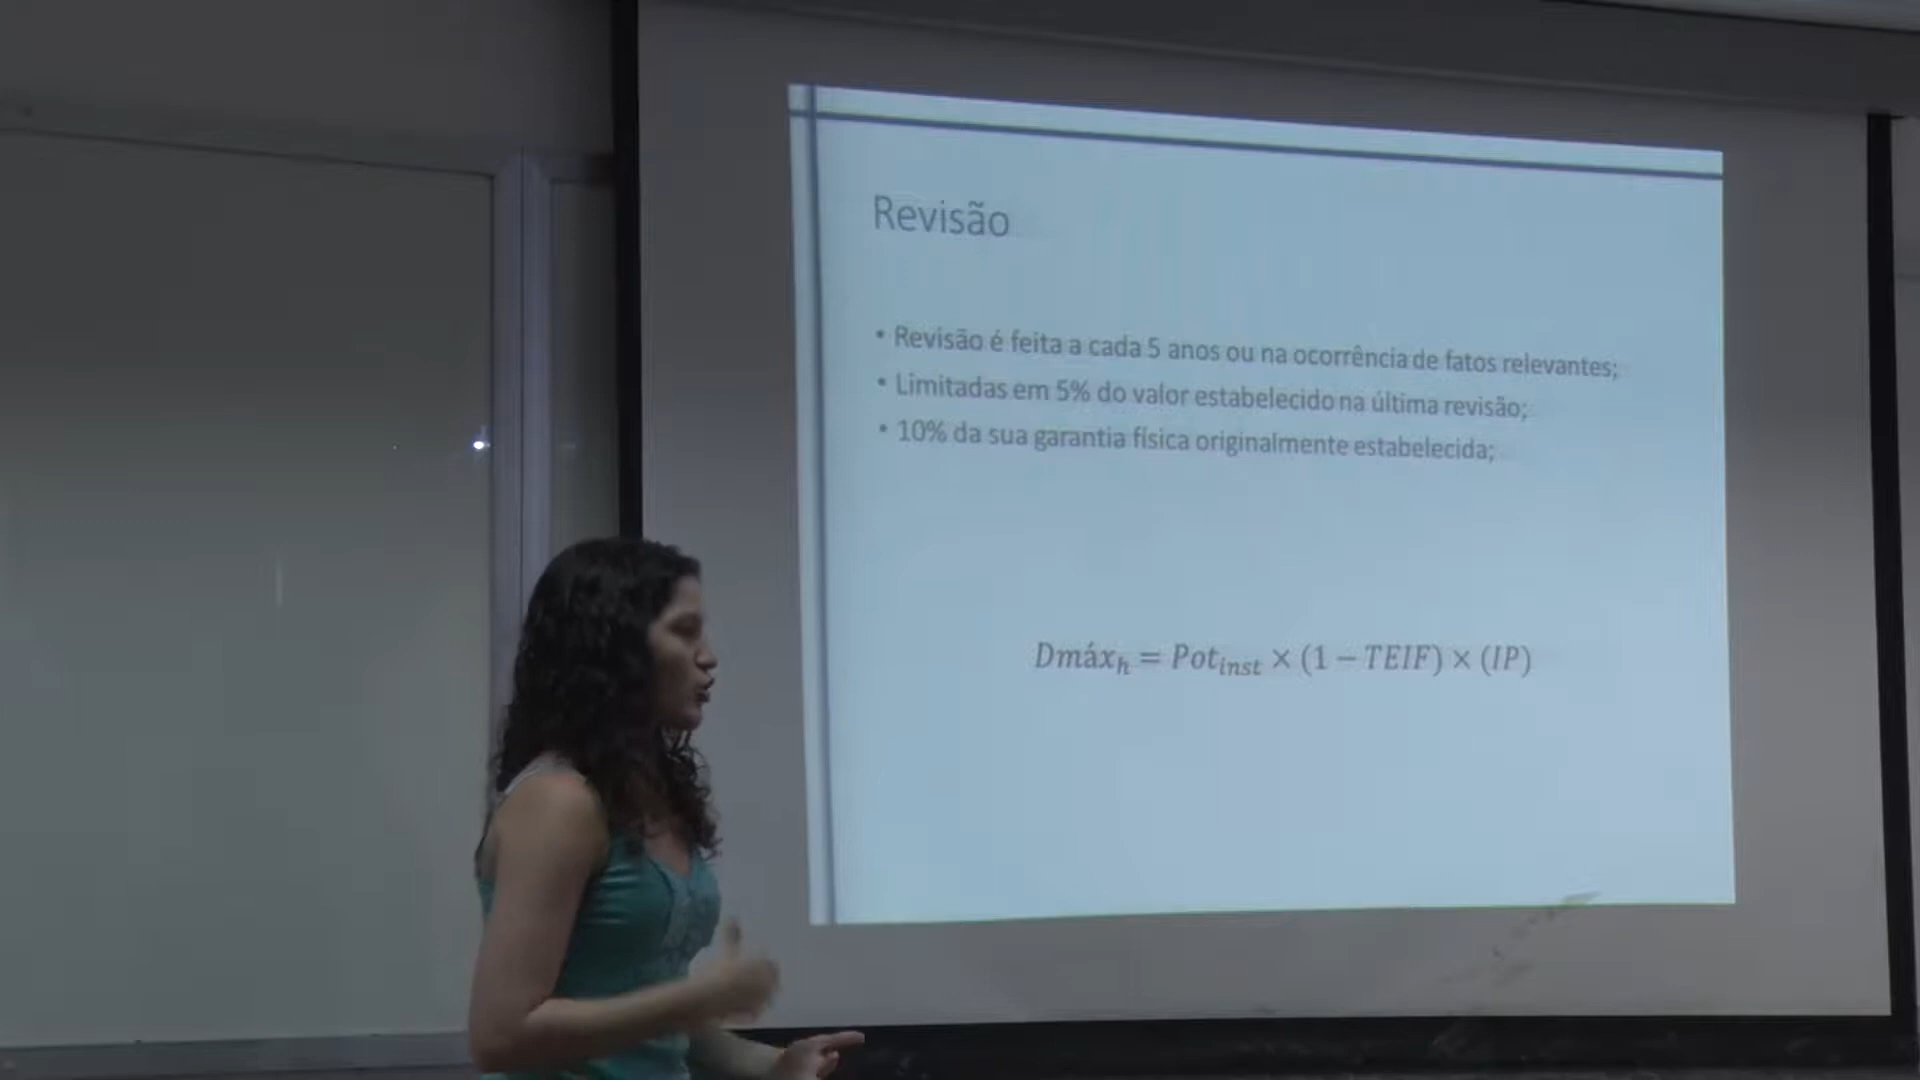 Revisão
• Revisão é feita a cada 5 anos ou na ocorrência de fatos relevantes;
• Limitadas em 5% do valor estabelecido na última revisão;
• 10% da sua garantia física originalmente estabelecida;
Dmáx_h = Pot_inst × (1 − TEIF) × (IP)